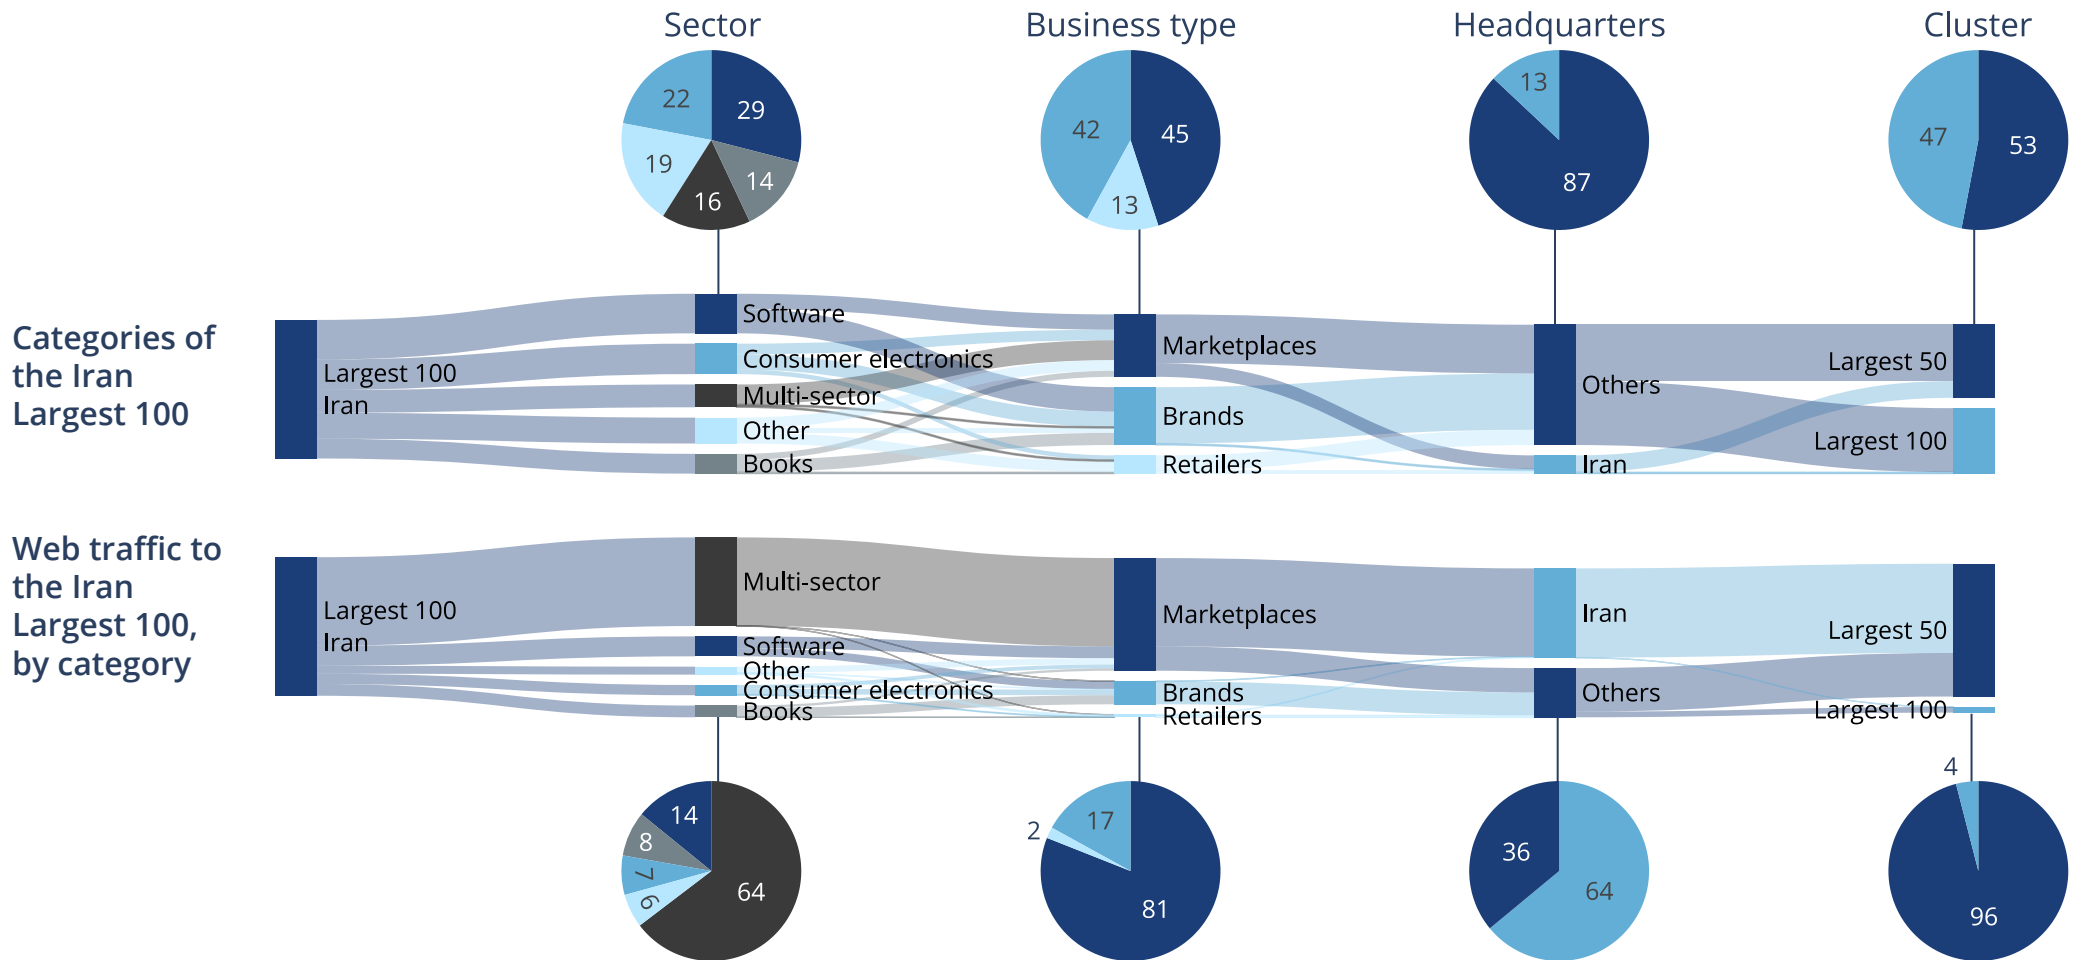 Sector
Business type
Headquarters
Cluster
22
29
19
14
16
42
45
13
13
87
47
53
Categories of
the Iran
Largest 100
Largest 100
Iran
Software
Consumer electronics
Multi-sector
Other
Books
Marketplaces
Brands
Retailers
Others
Iran
Largest 50
Largest 100
Web traffic to
the Iran
Largest 100,
by category
Largest 100
Iran
Multi-sector
Software
Other
Consumer electronics
Books
Marketplaces
Brands
Retailers
Iran
Others
Largest 50
Largest 100
14
8
7
6
64
2
17
81
36
64
4
96